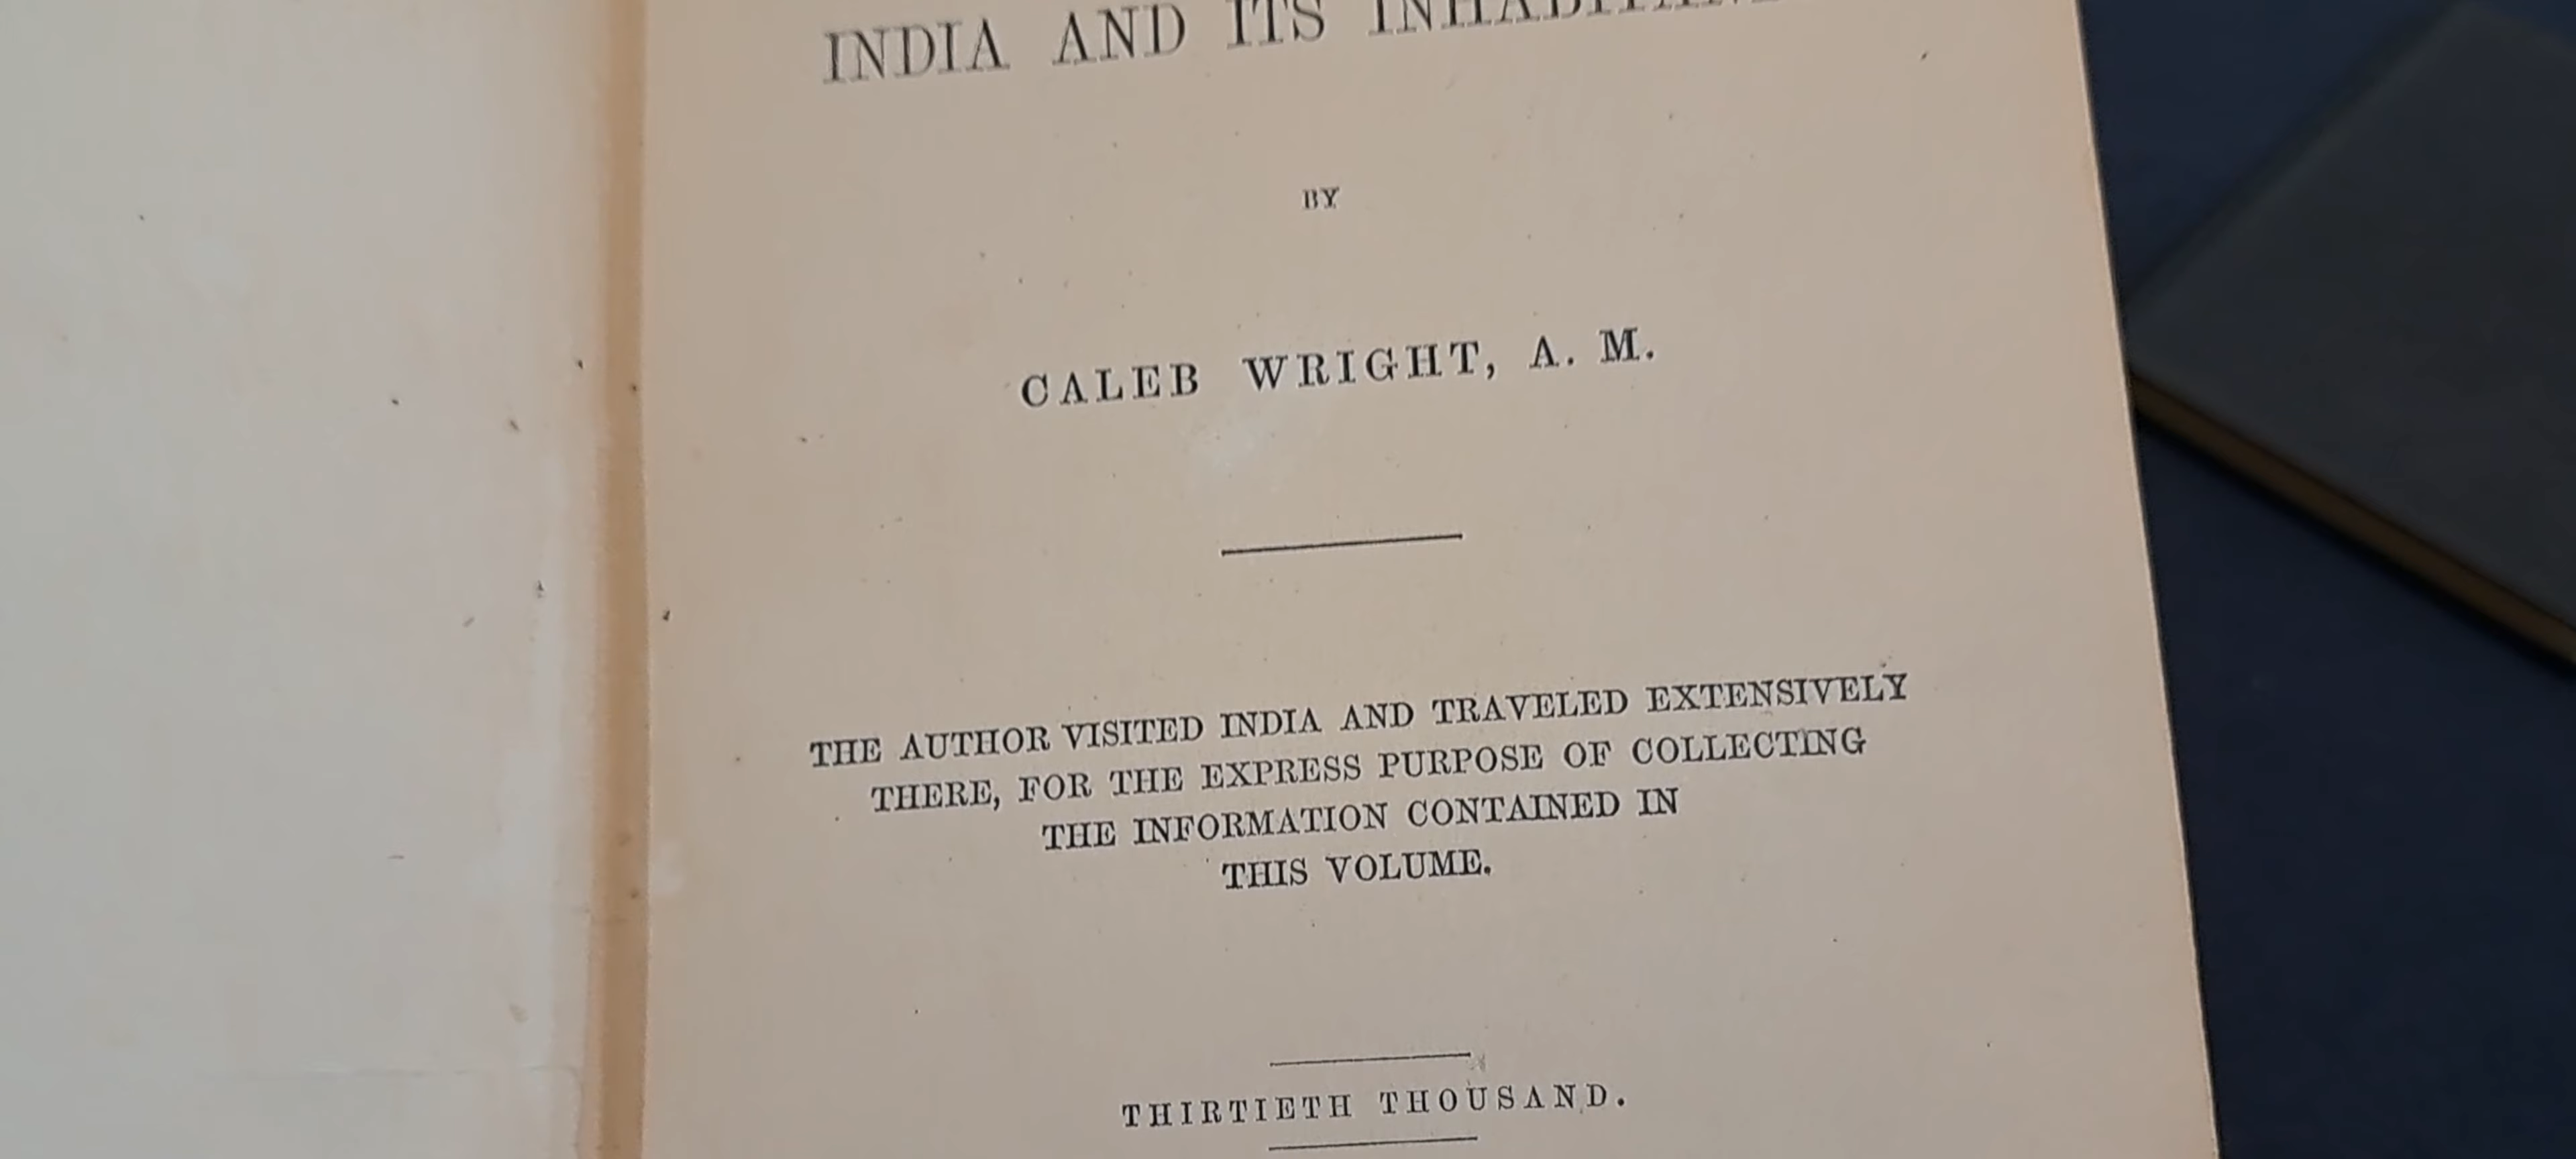 INDIA AND ITS INHABITANTS
BY
CALEB WRIGHT, A. M.
THE AUTHOR VISITED INDIA AND TRAVELED EXTENSIVELY
THERE, FOR THE EXPRESS PURPOSE OF COLLECTING
THE INFORMATION CONTAINED IN
THIS VOLUME.
THIRTIETH THOUSAND.